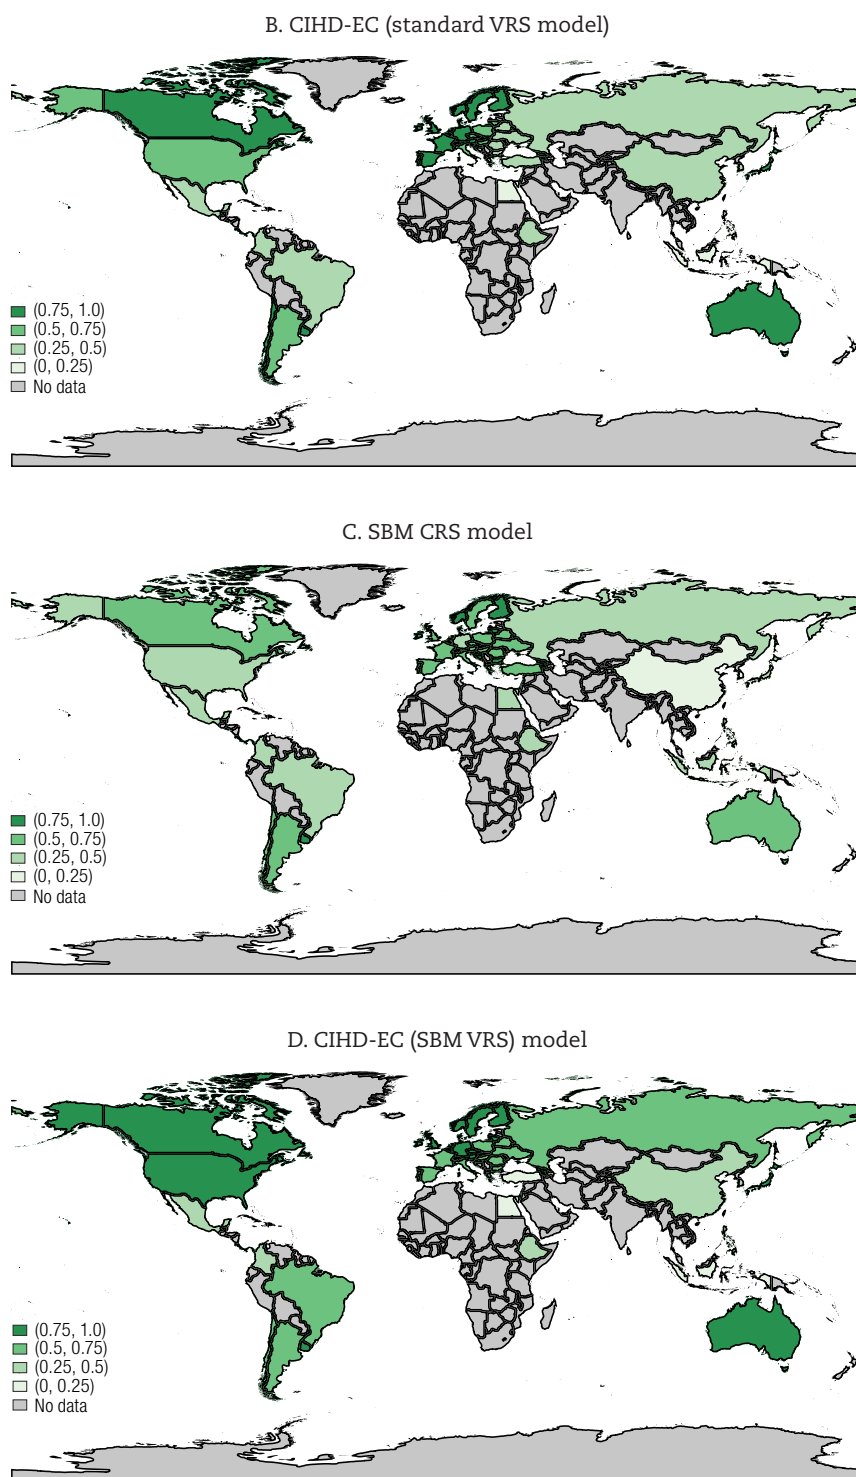 B. CIHD-EC (standard VRS model)
(0.75, 1.0)
(0.5, 0.75)
(0.25, 0.5)
(0, 0.25)
No data
C. SBM CRS model
(0.75, 1.0)
(0.5, 0.75)
(0.25, 0.5)
(0, 0.25)
No data
D. CIHD-EC (SBM VRS) model
(0.75, 1.0)
(0.5, 0.75)
(0.25, 0.5)
(0, 0.25)
No data